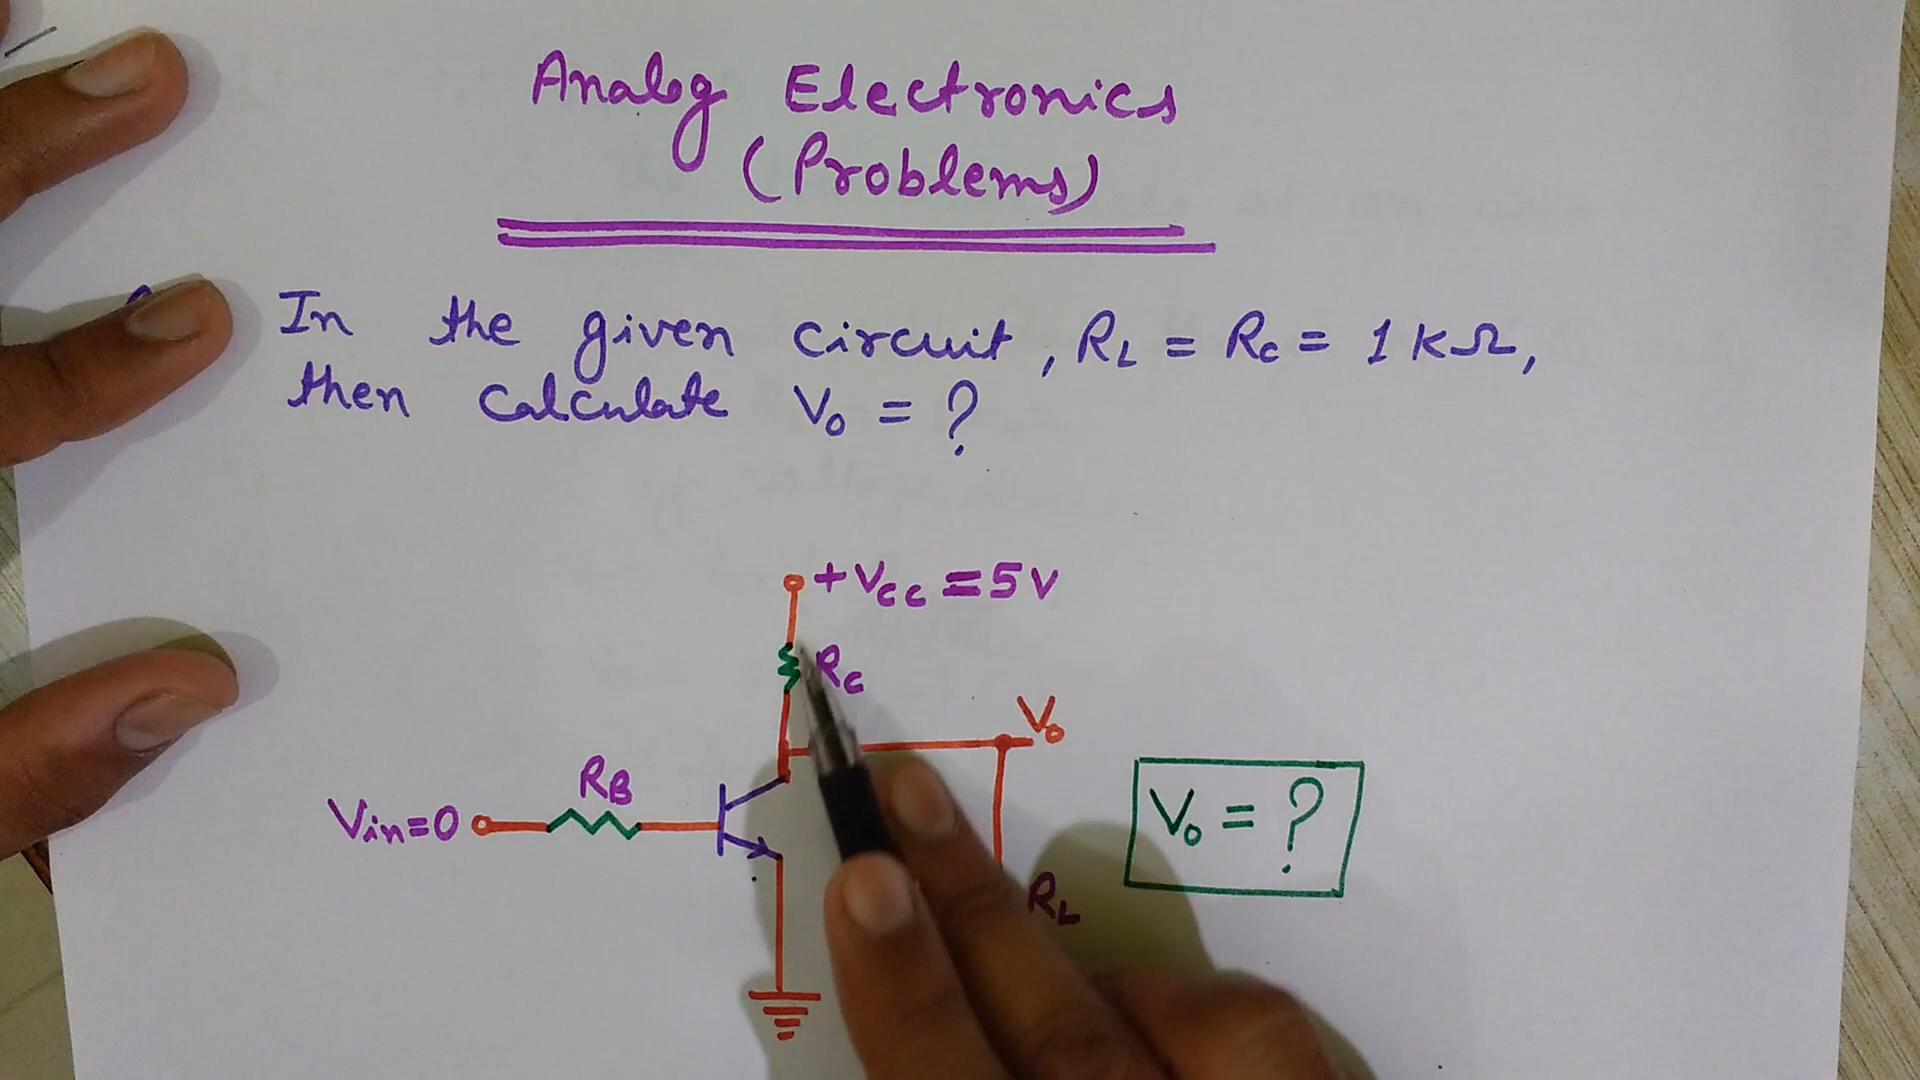 Analog Electronics
(Problems)
In the given circuit, RL = Rc = 1 KΩ,
then calculate Vo = ?
+Vcc = 5V
Rc
Vo
RB
Vin=0
Vo = ?
RL